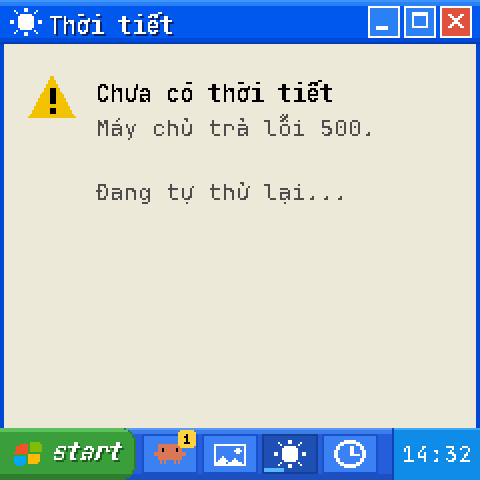 Thời tiết
Chưa có thời tiết
Máy chủ trả lỗi 500.
Đang tự thử lại...
1
start
14:32